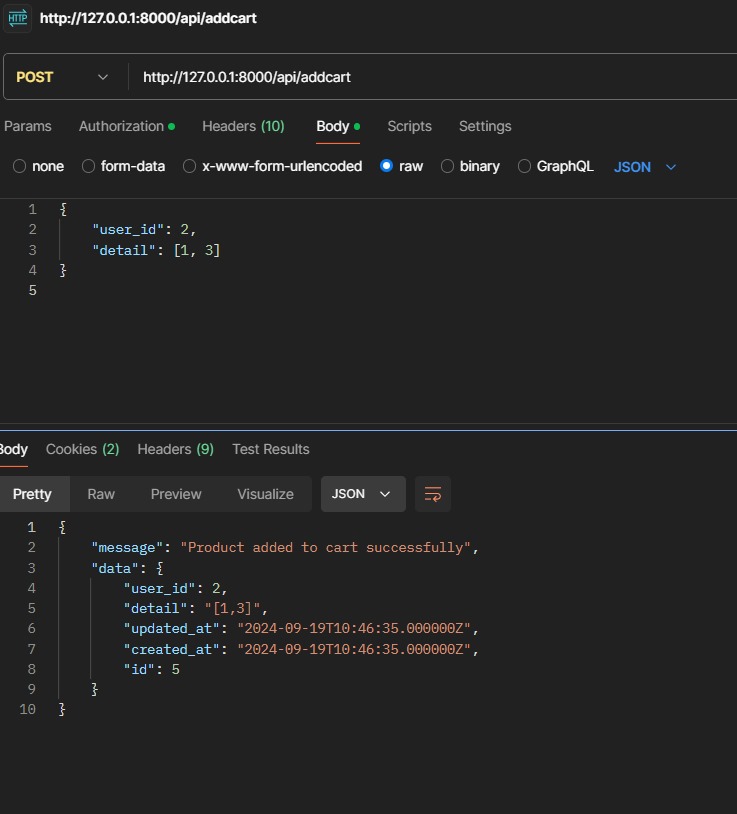 HTTP http://127.0.0.1:8000/api/addcart
POST http://127.0.0.1:8000/api/addcart
Params Authorization Headers (10) Body Scripts Settings
none form-data x-www-form-urlencoded raw binary GraphQL JSON
1 {
2 "user_id": 2,
3 "detail": [1, 3]
4 }
5
Body Cookies (2) Headers (9) Test Results
Pretty Raw Preview Visualize JSON
1 {
2 "message": "Product added to cart successfully",
3 "data": {
4 "user_id": 2,
5 "detail": "[1,3]",
6 "updated_at": "2024-09-19T10:46:35.000000Z",
7 "created_at": "2024-09-19T10:46:35.000000Z",
8 "id": 5
9 }
10 }